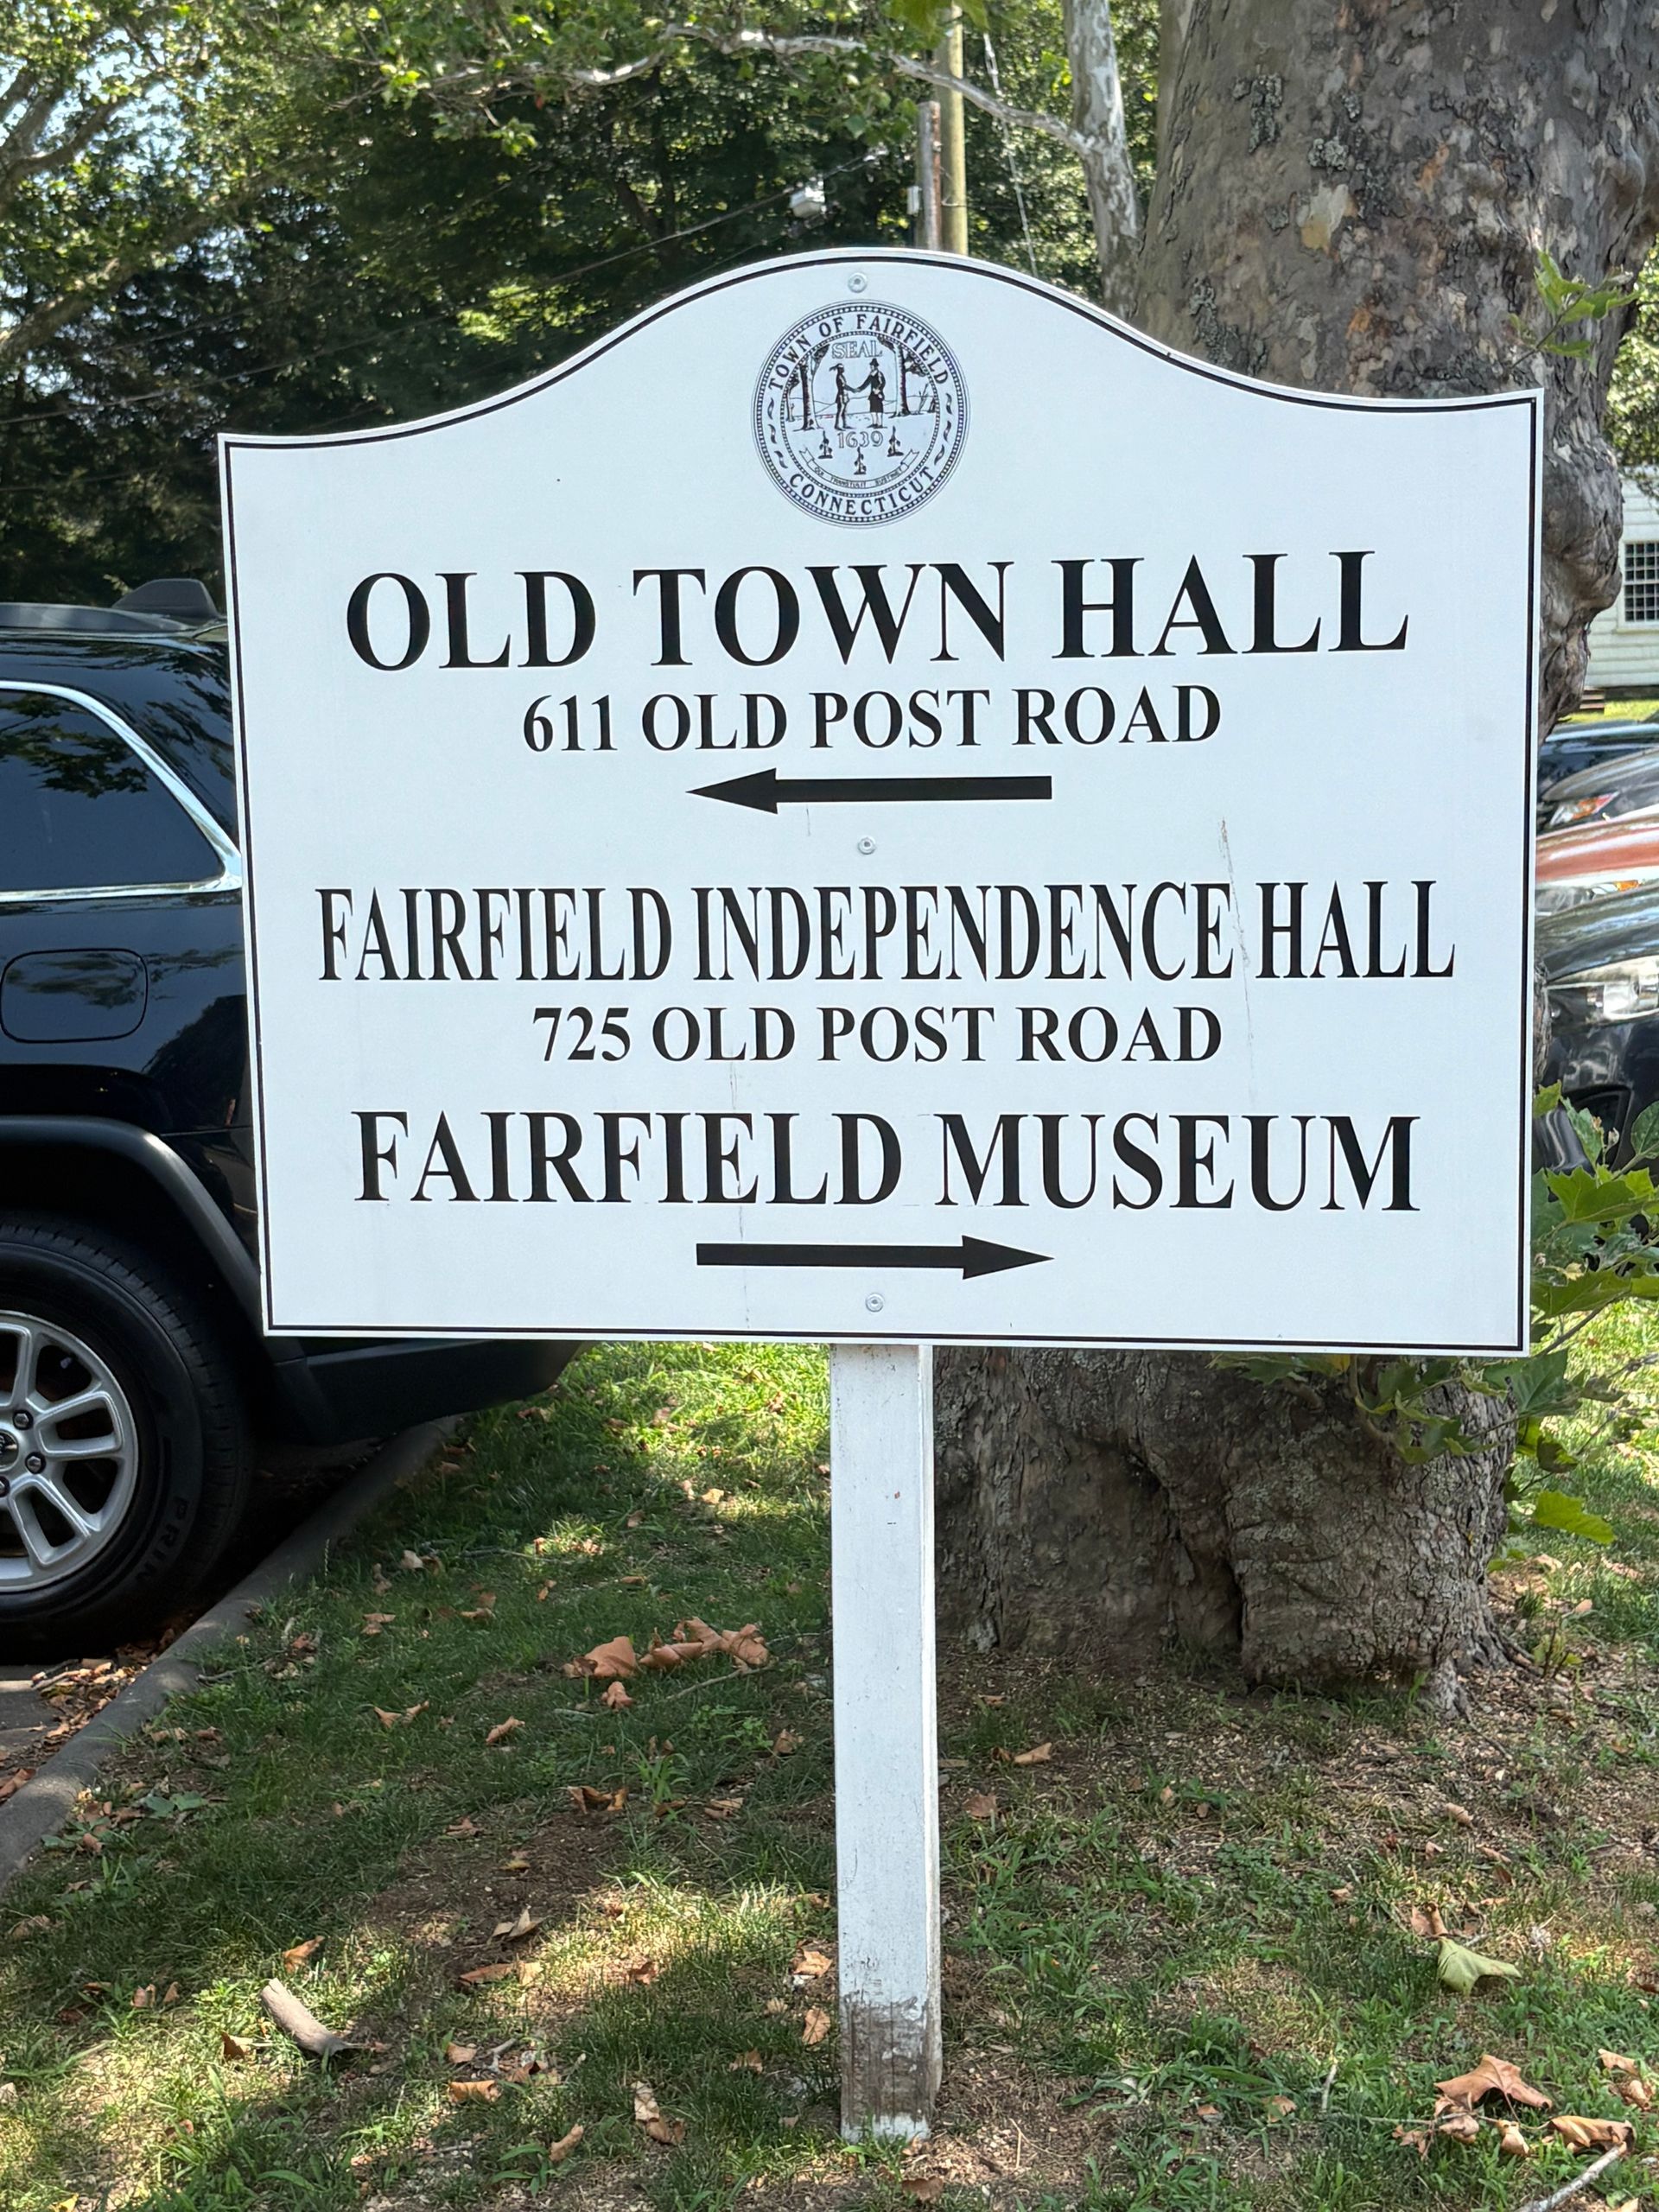 TOWN OF FAIRFIELD
SEAL
1639
CONNECTICUT
OLD TOWN HALL
611 OLD POST ROAD
FAIRFIELD INDEPENDENCE HALL
725 OLD POST ROAD
FAIRFIELD MUSEUM